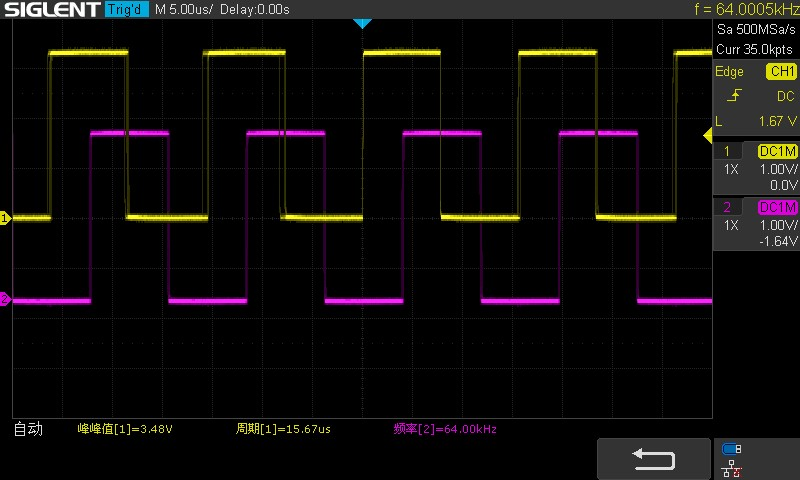 SIGLENT Trig'd M 5.00us/ Delay:0.00s f = 64.0005kHz
Sa 500MSa/s
Curr 35.0kpts
Edge CH1
DC
L 1.67 V
1 DC1M
1X 1.00V/
0.0V
2 DC1M
1X 1.00V/
-1.64V
1
2
自动 峰峰值[1]=3.48V 周期[1]=15.67us 频率[2]=64.00kHz